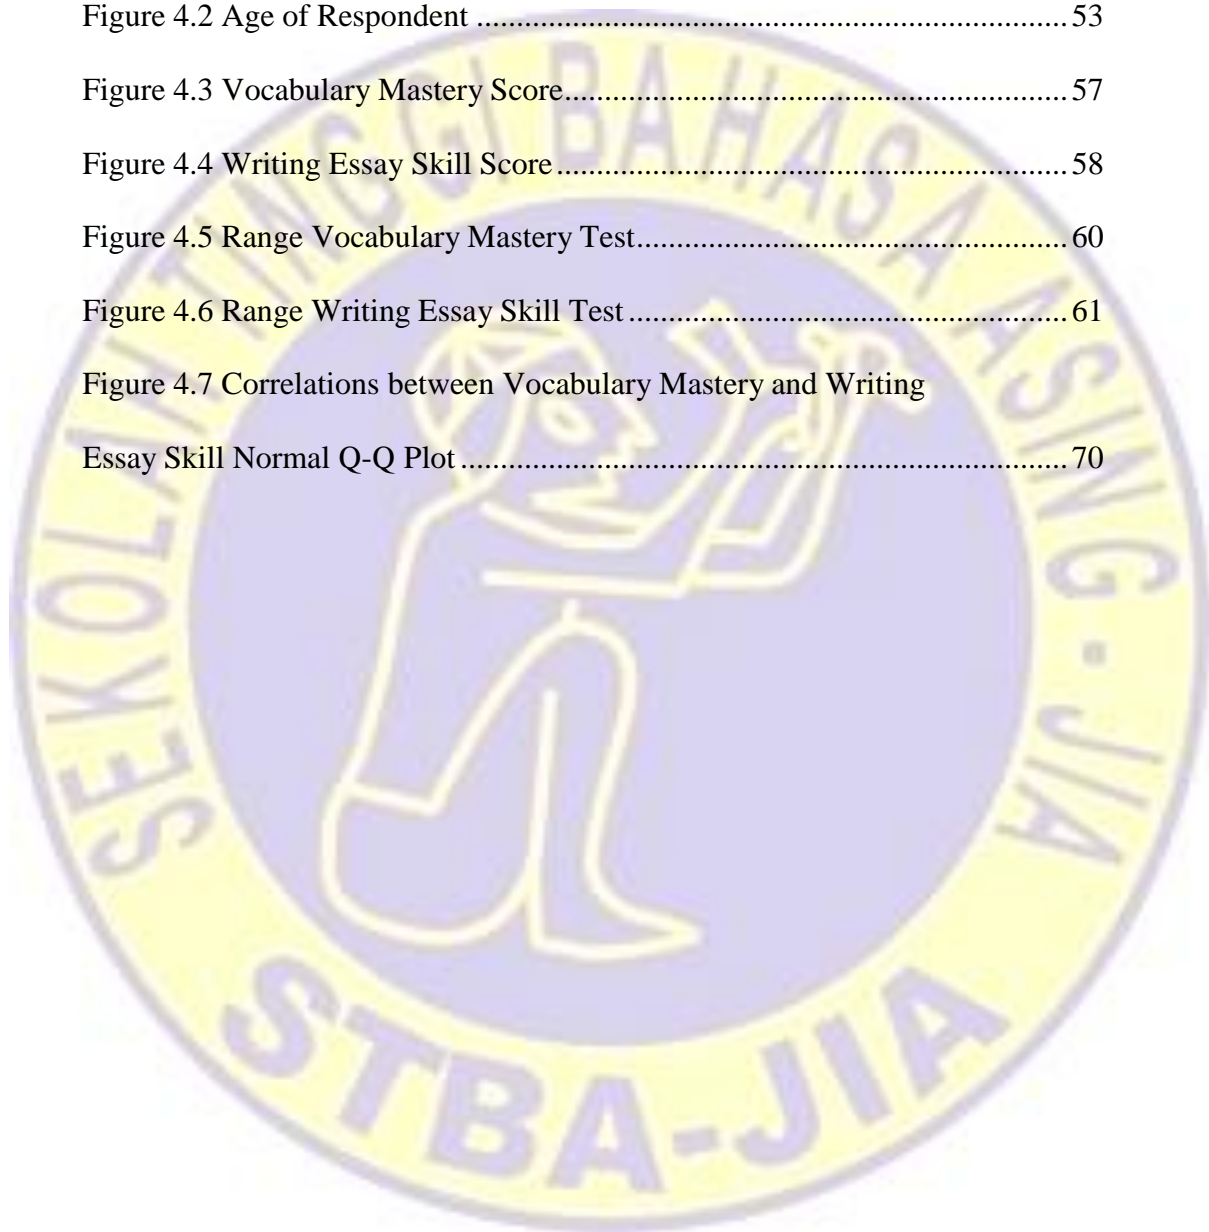 Figure 4.2 Age of Respondent .......................................................................... 53
Figure 4.3 Vocabulary Mastery Score............................................................... 57
Figure 4.4 Writing Essay Skill Score ................................................................ 58
Figure 4.5 Range Vocabulary Mastery Test...................................................... 60
Figure 4.6 Range Writing Essay Skill Test ....................................................... 61
Figure 4.7 Correlations between Vocabulary Mastery and Writing
Essay Skill Normal Q-Q Plot ............................................................................ 70
SEKOLAH TINGGI BAHASA ASING - JIA
STBA-JIA